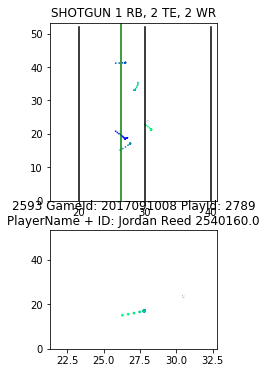 SHOTGUN 1 RB, 2 TE, 2 WR
50
40
30
20
10
0
20 30 40
2593 GameId: 2017091008 PlayId: 2789
PlayerName + ID: Jordan Reed 2540160.0
40
20
0
22.5 25.0 27.5 30.0 32.5